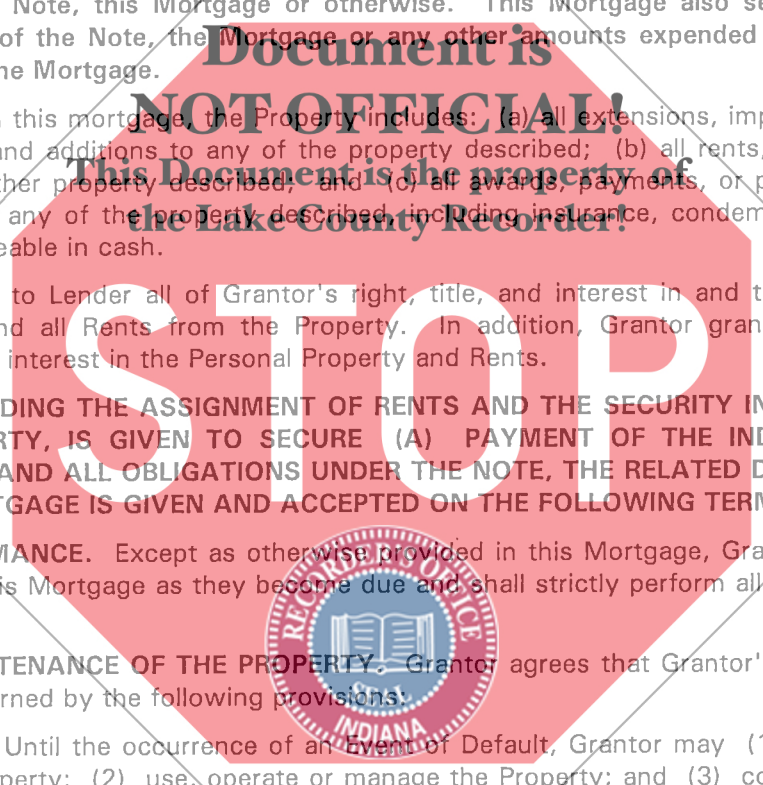 Note, this Mortgage or otherwise. This Mortgage also se
of the Note, the Mortgage or any other amounts expended
he Mortgage.
Document is
NOT OFFICIAL!
This Document is the property of
the Lake County Recorder!
this mortgage, the Property includes: (a) all extensions, imp
and additions to any of the property described; (b) all rents,
ther property described; and (c) all awards, payments, or p
any of the property described, including insurance, condem
eable in cash.
to Lender all of Grantor's right, title, and interest in and t
nd all Rents from the Property. In addition, Grantor gran
interest in the Personal Property and Rents.
STOP
DING THE ASSIGNMENT OF RENTS AND THE SECURITY IN
RTY, IS GIVEN TO SECURE (A) PAYMENT OF THE IND
AND ALL OBLIGATIONS UNDER THE NOTE, THE RELATED D
TGAGE IS GIVEN AND ACCEPTED ON THE FOLLOWING TERM
MANCE. Except as otherwise provided in this Mortgage, Gra
is Mortgage as they become due and shall strictly perform all
TENANCE OF THE PROPERTY. Grantor agrees that Grantor'
rned by the following provisions:
RECORDER'S OFFICE
SEAL
INDIANA
Until the occurrence of an Event of Default, Grantor may (1
perty; (2) use, operate or manage the Property; and (3) co